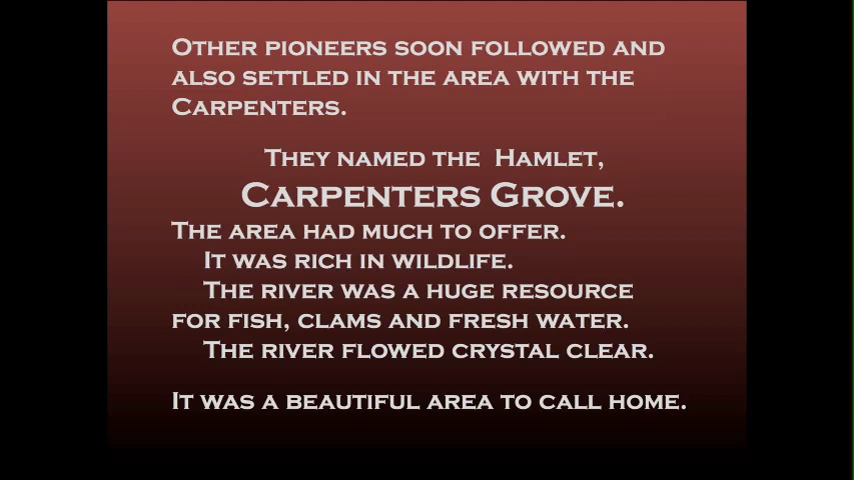 Other pioneers soon followed and
also settled in the area with the
Carpenters.
They named the Hamlet,
Carpenters Grove.
The area had much to offer.
It was rich in wildlife.
The river was a huge resource
for fish, clams and fresh water.
The river flowed crystal clear.
It was a beautiful area to call home.